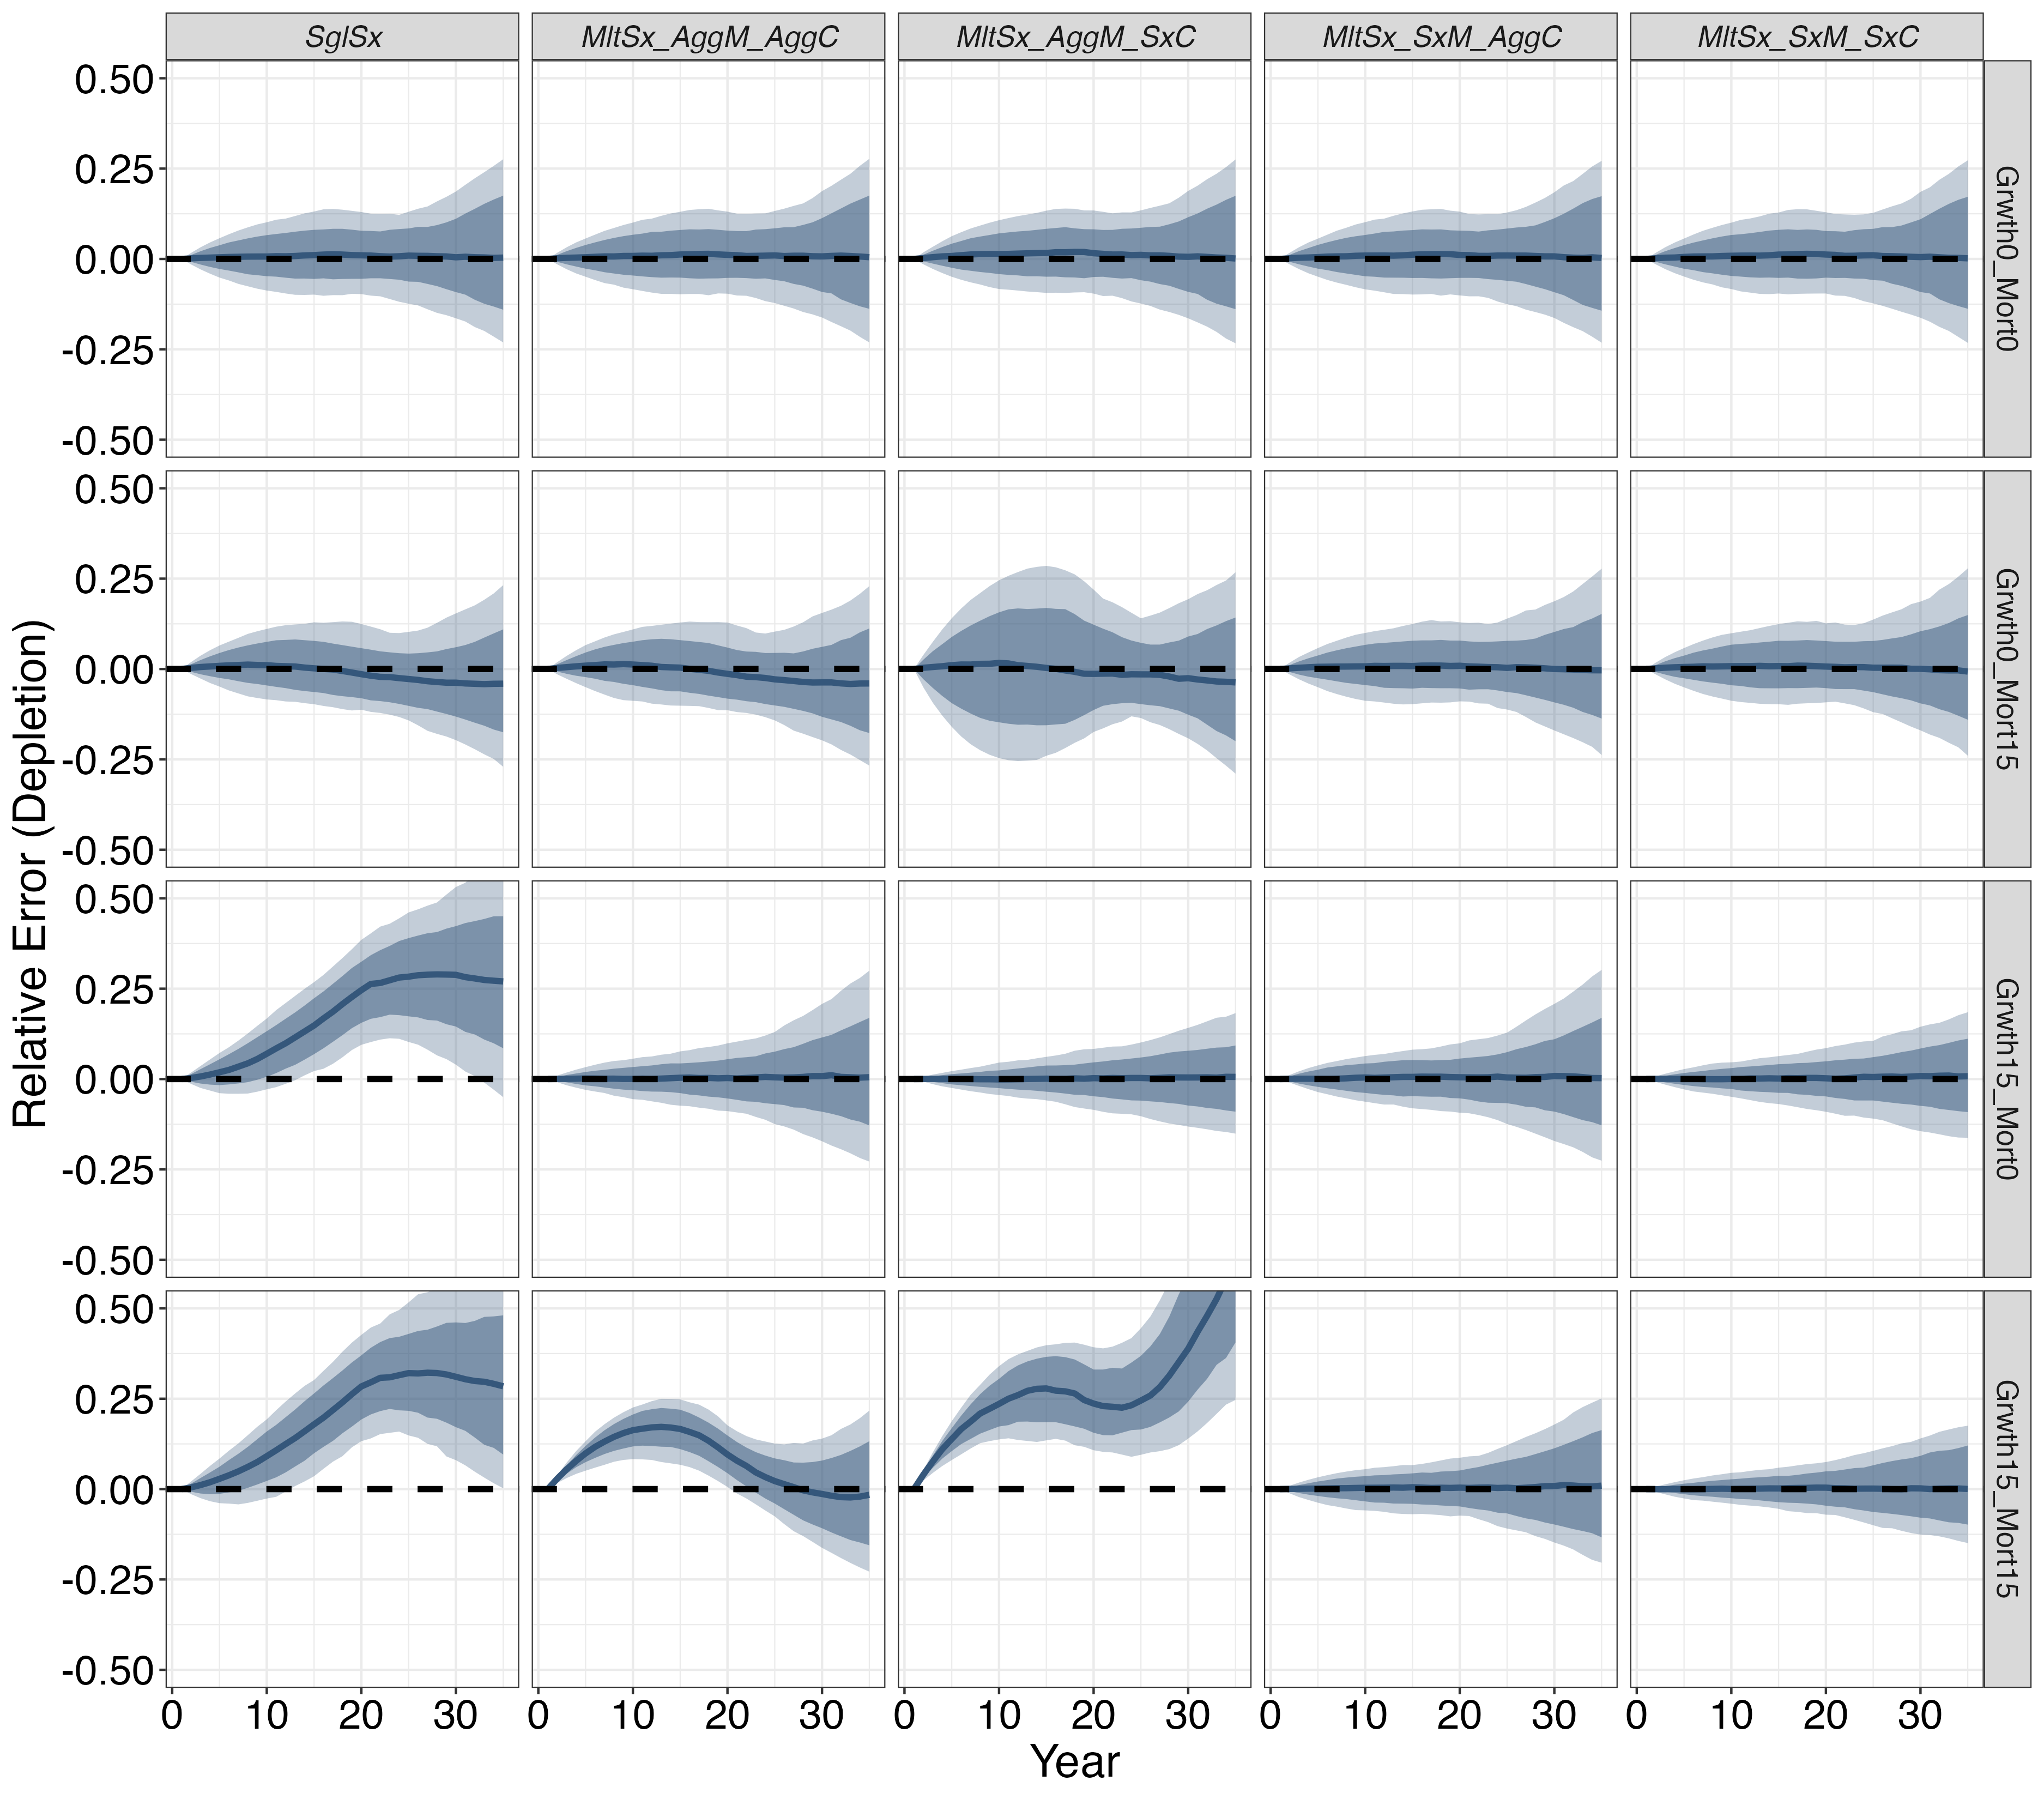 SglSx MltSx_AggM_AggC MltSx_AggM_SxC MltSx_SxM_AggC MltSx_SxM_SxC
Relative Error (Depletion)
0.50
0.25
0.00
-0.25
-0.50
Grwth0_Mort0
0.50
0.25
0.00
-0.25
-0.50
Grwth0_Mort15
0.50
0.25
0.00
-0.25
-0.50
Grwth15_Mort0
0.50
0.25
0.00
-0.25
-0.50
Grwth15_Mort15
0 10 20 30 0 10 20 30 0 10 20 30 0 10 20 30 0 10 20 30
Year